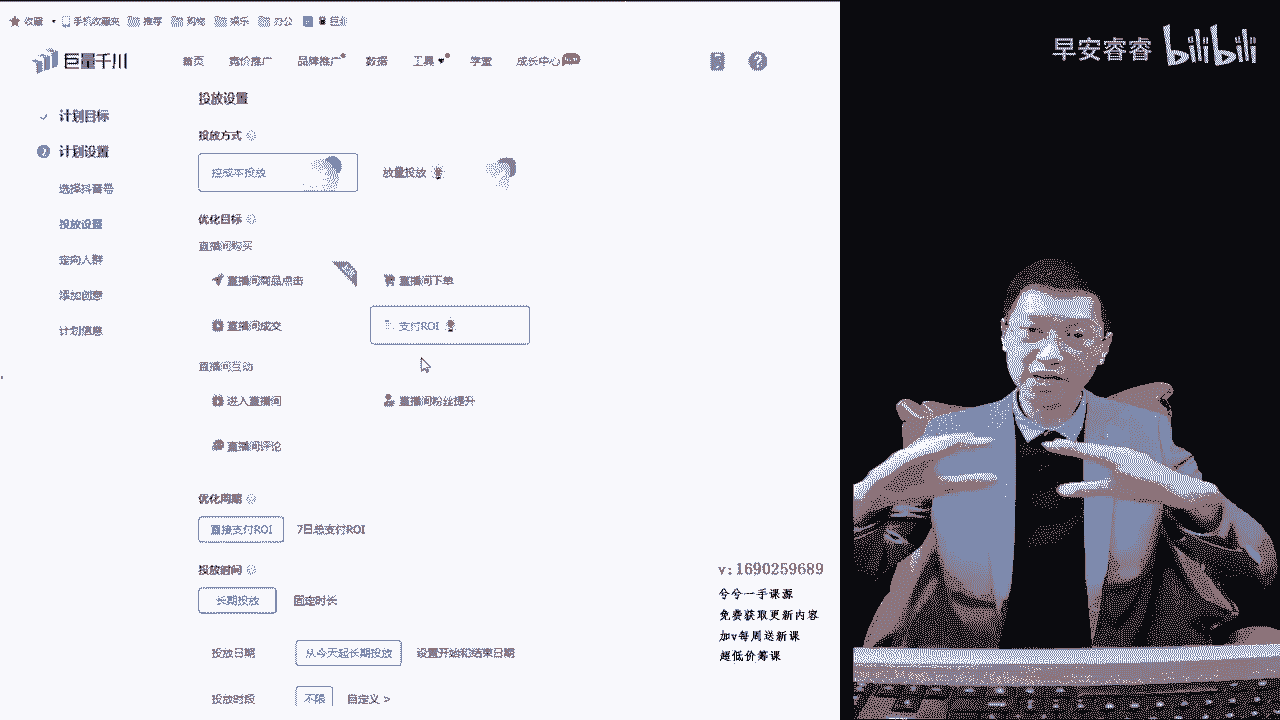 收藏 手机收藏夹 推荐 购物 娱乐 办公 巨量
巨量千川 首页 竞价推广 品牌推广 数据 工具 学堂 成长中心
早安睿睿 bilibili
计划目标
计划设置
选择抖音号
投放设置
定向人群
添加创意
计划信息
投放设置
投放方式
控成本投放 放量投放
优化目标
直播间购买
直播间商品点击 直播间下单
直播间成交 支付ROI
直播间互动
进入直播间 直播间粉丝提升
直播间评论
优化周期
直接支付ROI 7日总支付ROI
投放时间
长期投放 固定时长
投放日期 从今天起长期投放 设置开始和结束日期
投放时段 不限 自定义 >
v:1690259689
兮兮一手课源
免费获取更新内容
加v每周送新课
超低价筹课